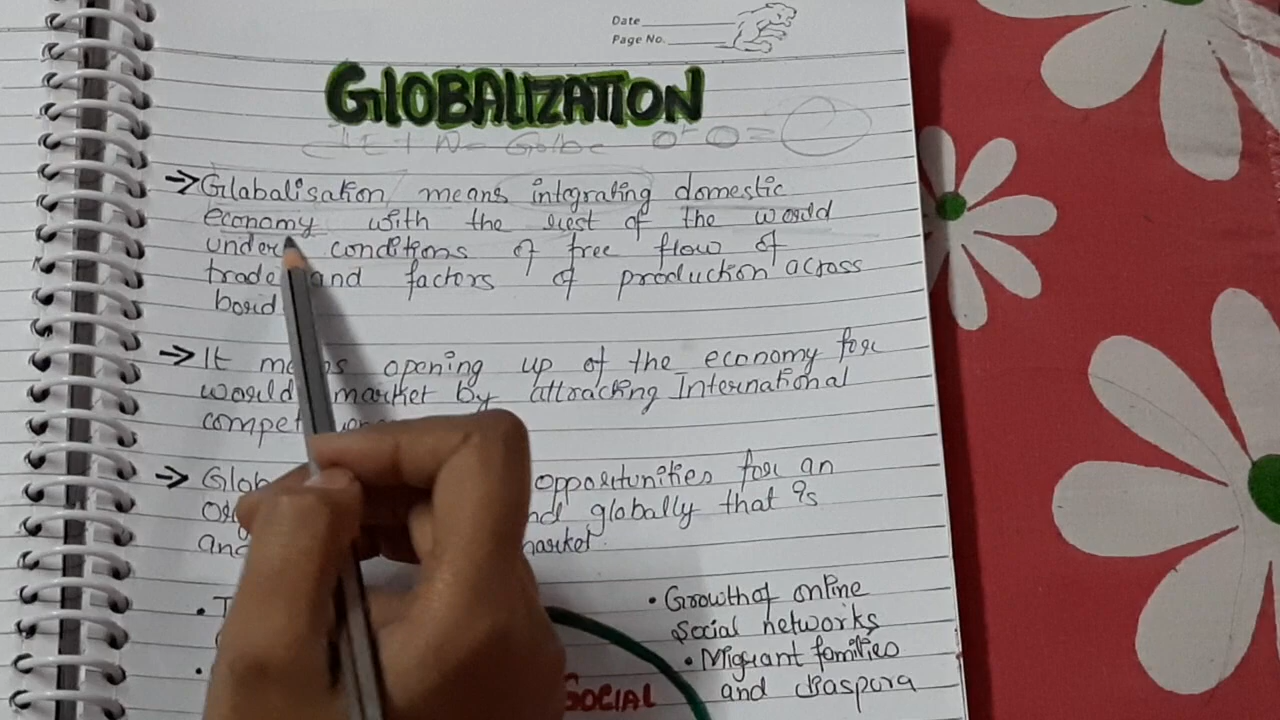 Date
Page No.
GLOBALIZATION
→ Glabalisation means integrating domestic
economy with the rest of the world
under conditions of free flow of
trade and factors of production across
bord
→ It means opening up of the economy for
world market by attracting International
compet
→ Glob opportunities for an
nd globally that is
and market.
• Growth of online
Social networks
• Migrant families
and diaspora
SOCIAL